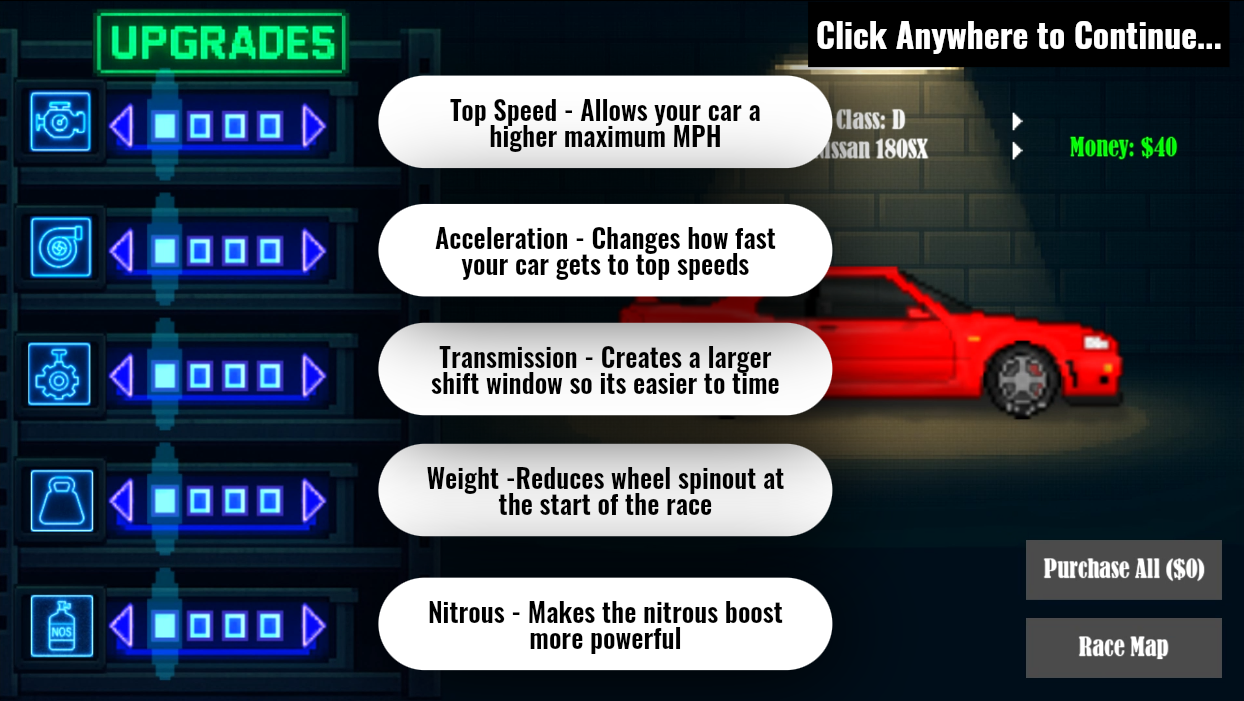 UPGRADES
Click Anywhere to Continue...
Top Speed - Allows your car a
higher maximum MPH
Class: D
180SX
Money: $40
Acceleration - Changes how fast
your car gets to top speeds
Transmission - Creates a larger
shift window so its easier to time
Weight -Reduces wheel spinout at
the start of the race
Nitrous - Makes the nitrous boost
more powerful
NOS
Purchase All ($0)
Race Map